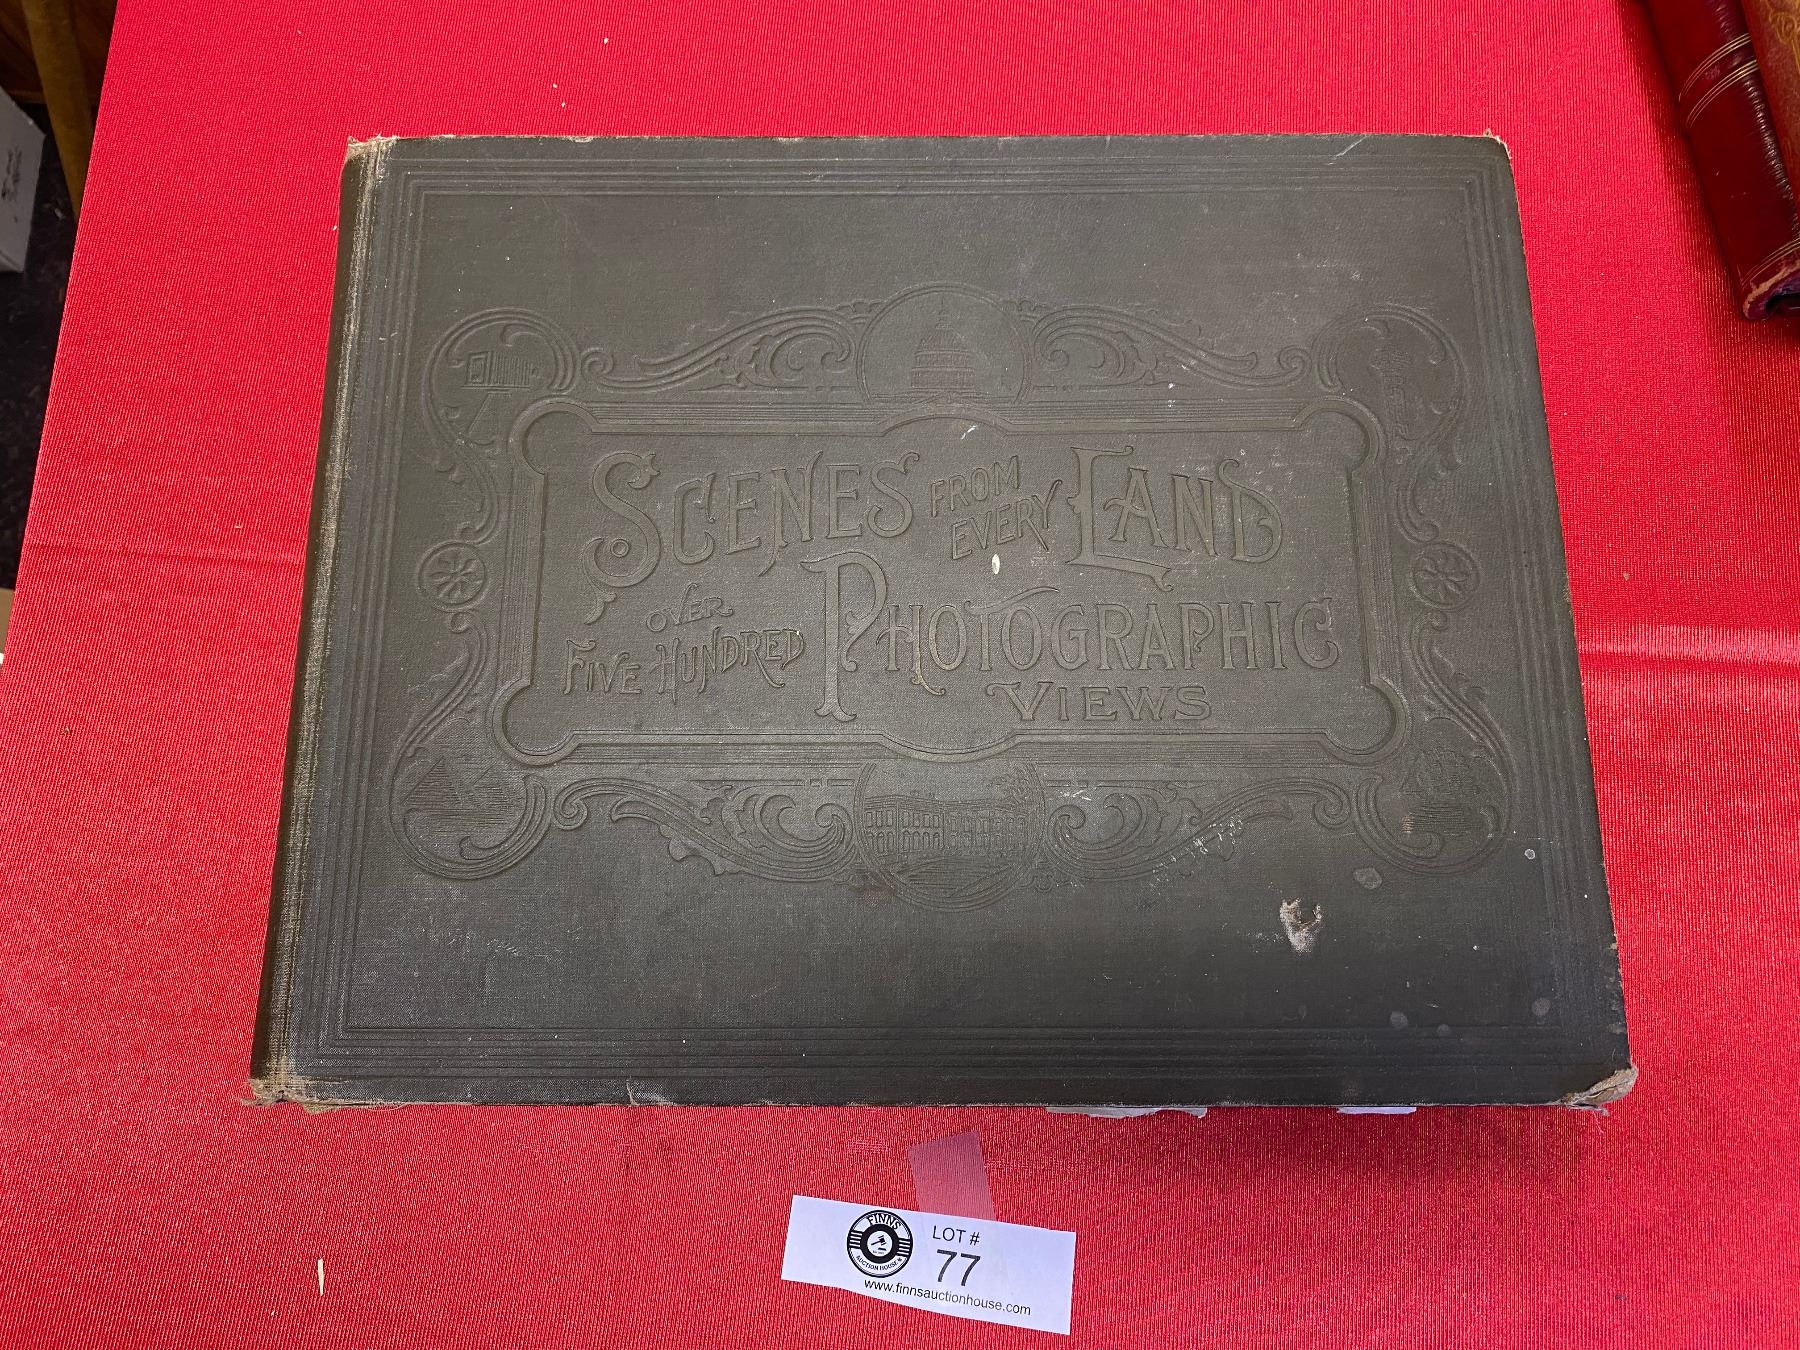 SCENES FROM EVERY LAND
OVER FIVE HUNDRED PHOTOGRAPHIC VIEWS
FINNS
AUCTION HOUSE
LOT #
77
www.finnsauctionhouse.com